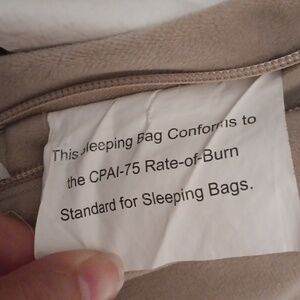 This Sleeping Bag Conforms to
the CPAI-75 Rate-of-Burn
Standard for Sleeping Bags.